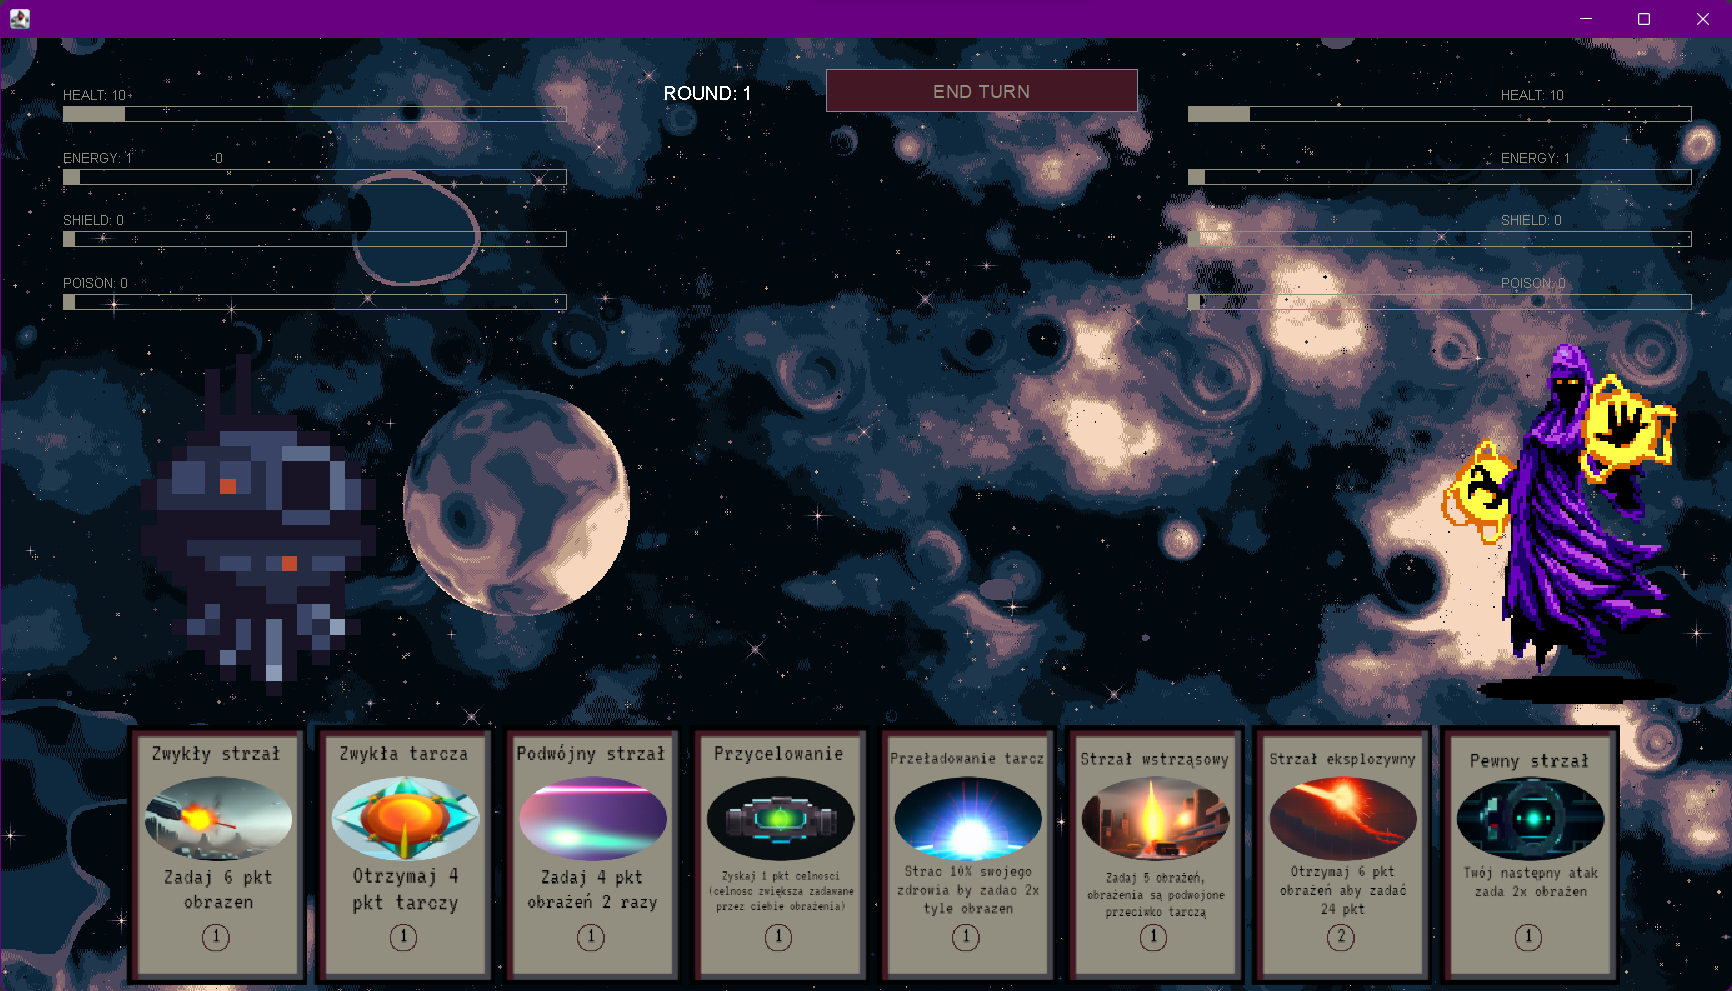 ROUND: 1
END TURN
HEALT: 10
ENERGY: 1 -0
SHIELD: 0
POISON: 0
HEALT: 10
ENERGY: 1
SHIELD: 0
POISON: 0
Zwykły strzał
Zadaj 6 pkt
obrazen
1
Zwykła tarcza
Otrzymaj 4
pkt tarczy
1
Podwójny strzał
Zadaj 4 pkt
obrażeń 2 razy
1
Przycelowanie
Zyskaj 1 pkt celnosci
(celnosc zwiększa zadawane
przez ciebie obrażenia)
1
Przeładowanie tarcz
Strac 10% swojego
zdrowia by zadac 2x
tyle obrazen
1
Strzał wstrząsowy
Zadaj 5 obrażeń,
obrażenia są podwojone
przeciwko tarczą
1
Strzał eksplozywny
Otrzymaj 6 pkt
obrażeń aby zadać
24 pkt
2
Pewny strzał
Twój następny atak
zada 2x obrażen
1